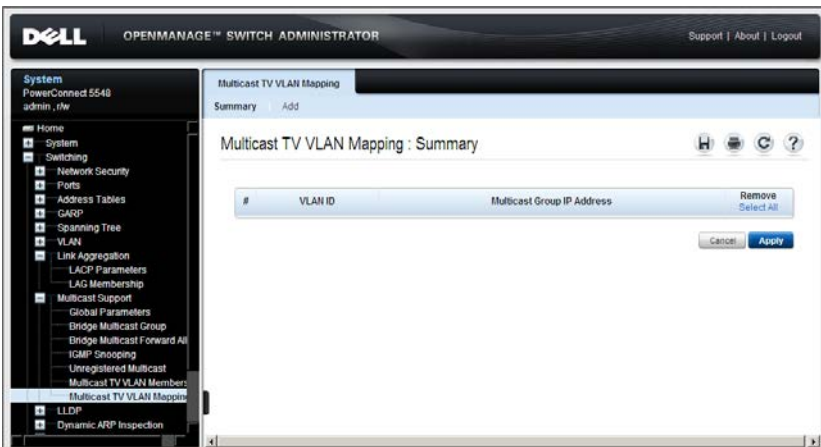 DELL
OPENMANAGE™ SWITCH ADMINISTRATOR
Support | About | Logout
System
PowerConnect 5548
admin , r/w
Home
System
Switching
Network Security
Ports
Address Tables
GARP
Spanning Tree
VLAN
Link Aggregation
LACP Parameters
LAG Membership
Multicast Support
Global Parameters
Bridge Multicast Group
Bridge Multicast Forward All
IGMP Snooping
Unregistered Multicast
Multicast TV VLAN Members
Multicast TV VLAN Mapping
LLDP
Dynamic ARP Inspection
Multicast TV VLAN Mapping
Summary | Add
Multicast TV VLAN Mapping : Summary
H C ?
# VLAN ID Multicast Group IP Address Remove
Select All
Cancel Apply